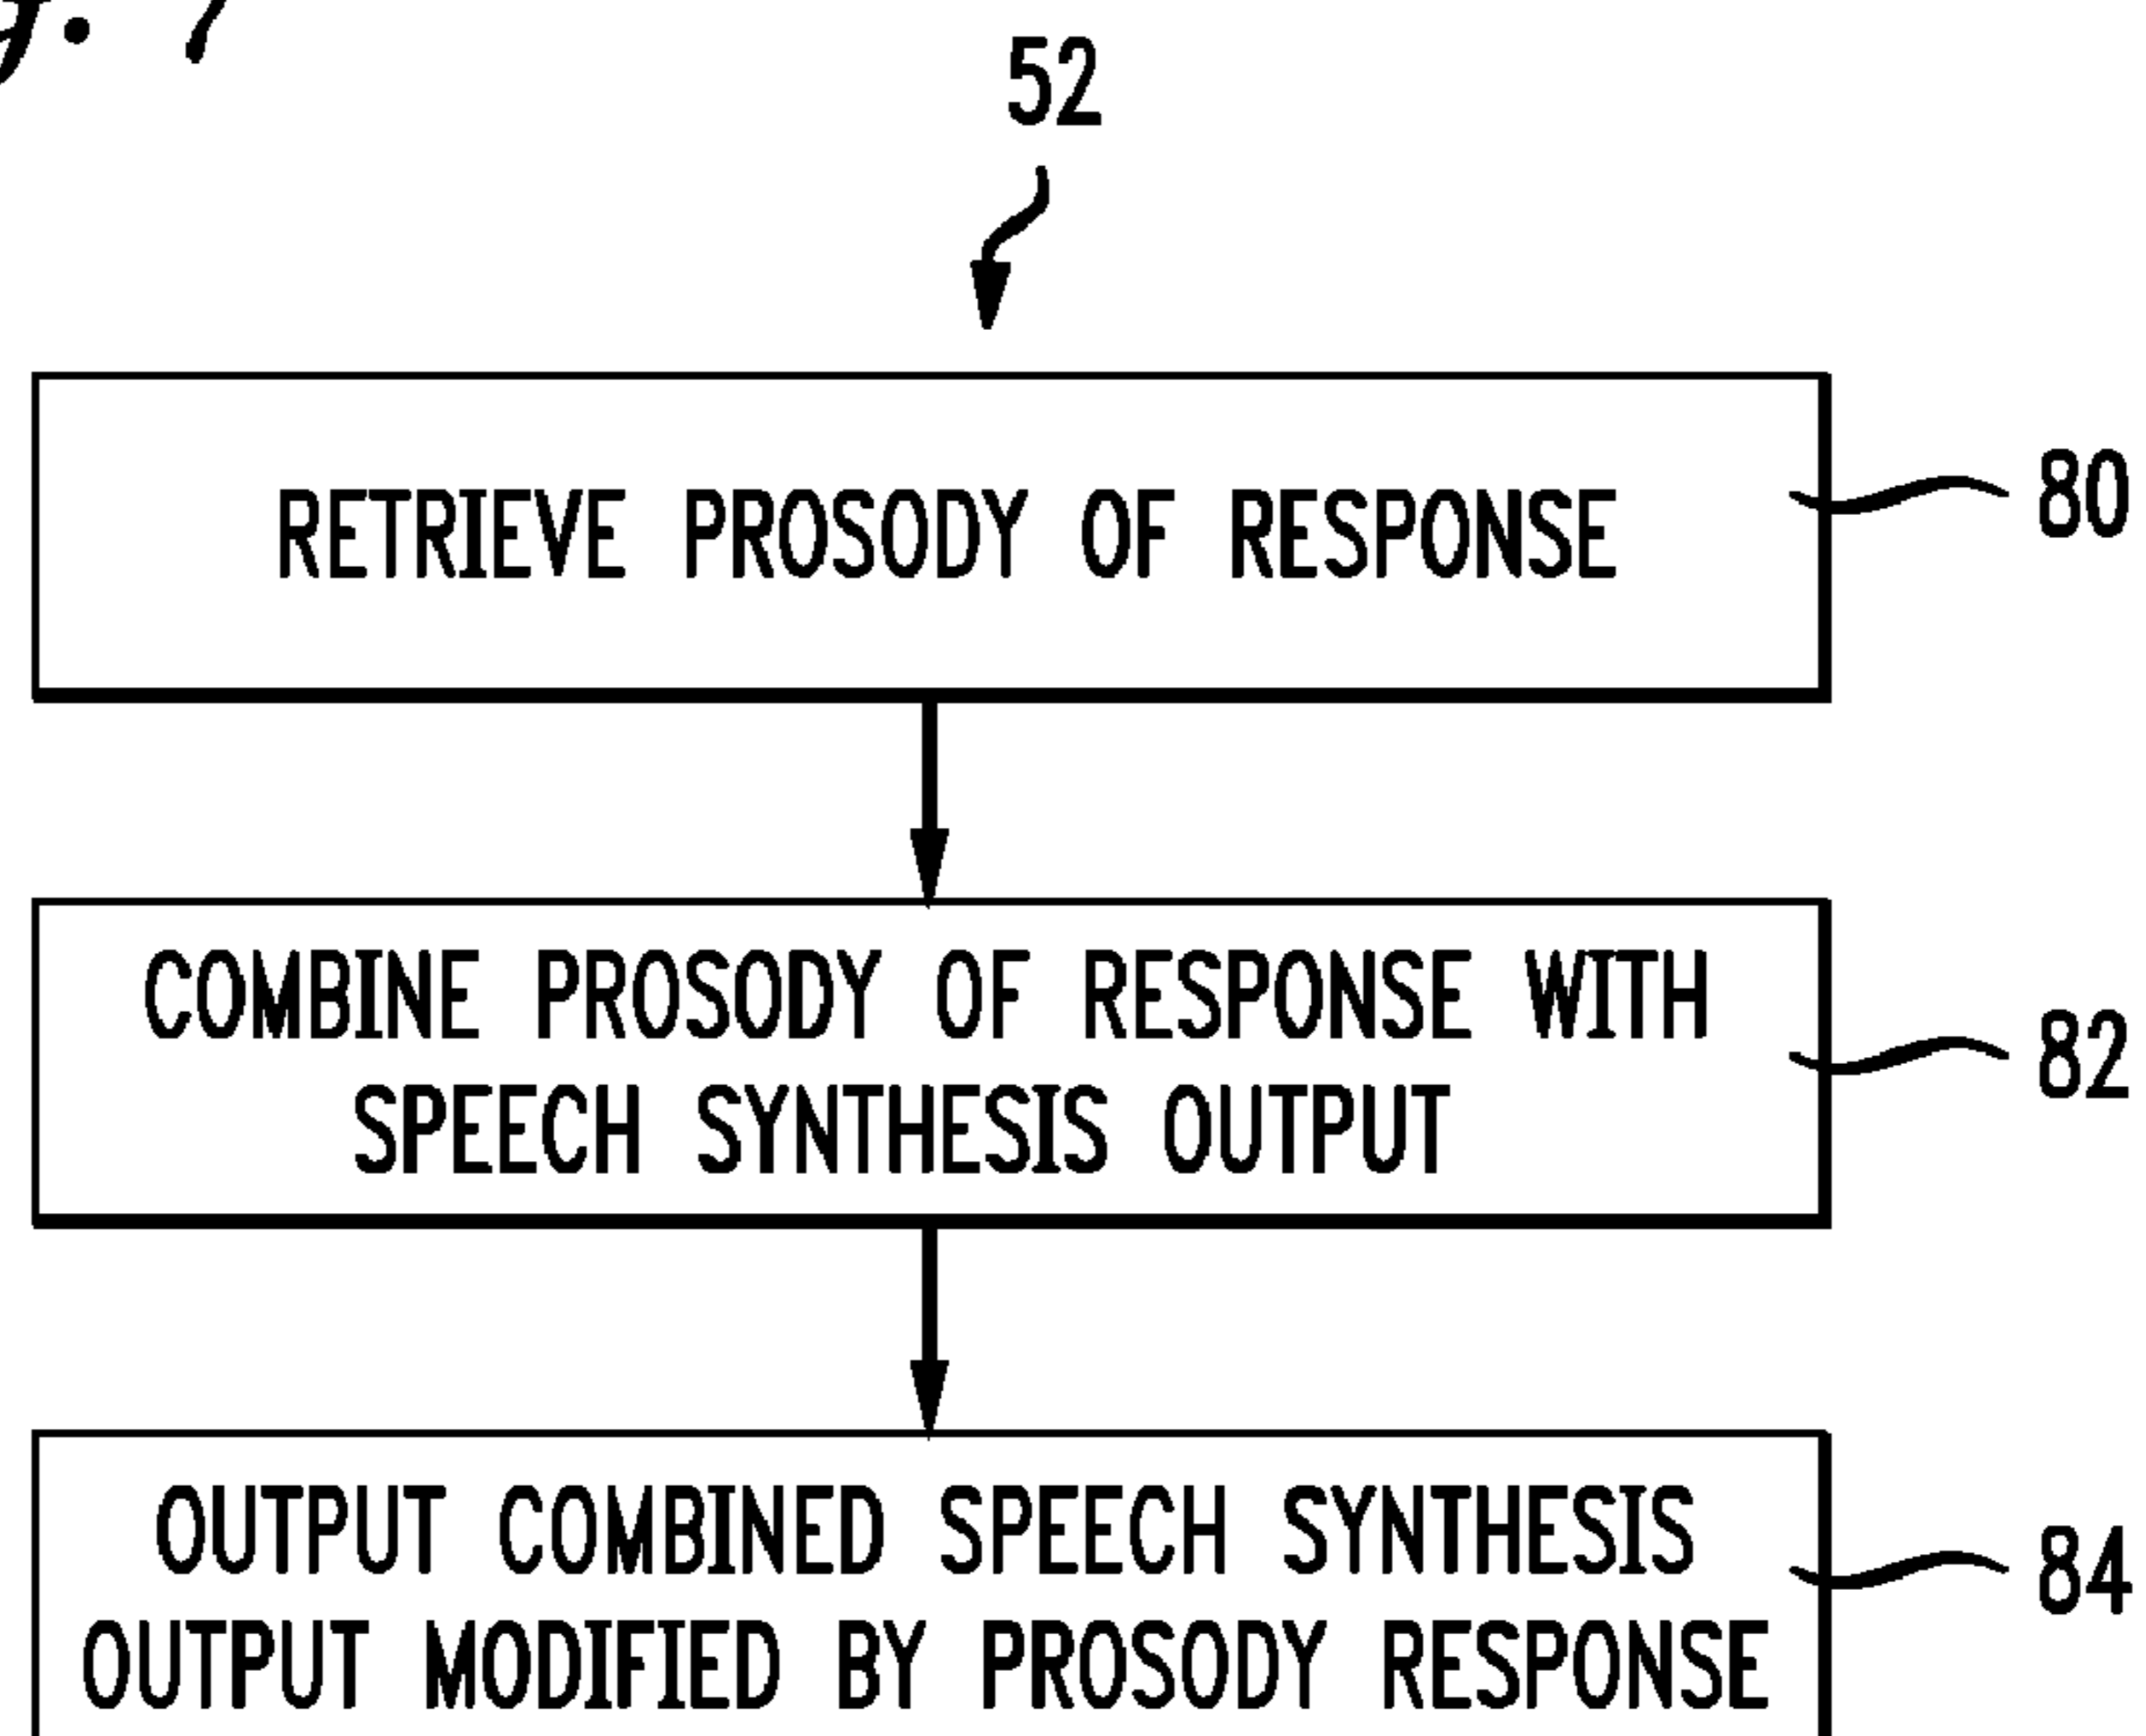 . 7
52
RETRIEVE PROSODY OF RESPONSE
80
COMBINE PROSODY OF RESPONSE WITH
82
SPEECH SYNTHESIS OUTPUT
OUTPUT COMBINED SPEECH SYNTHESIS
84
OUTPUT MODIFIED BY PROSODY RESPONSE